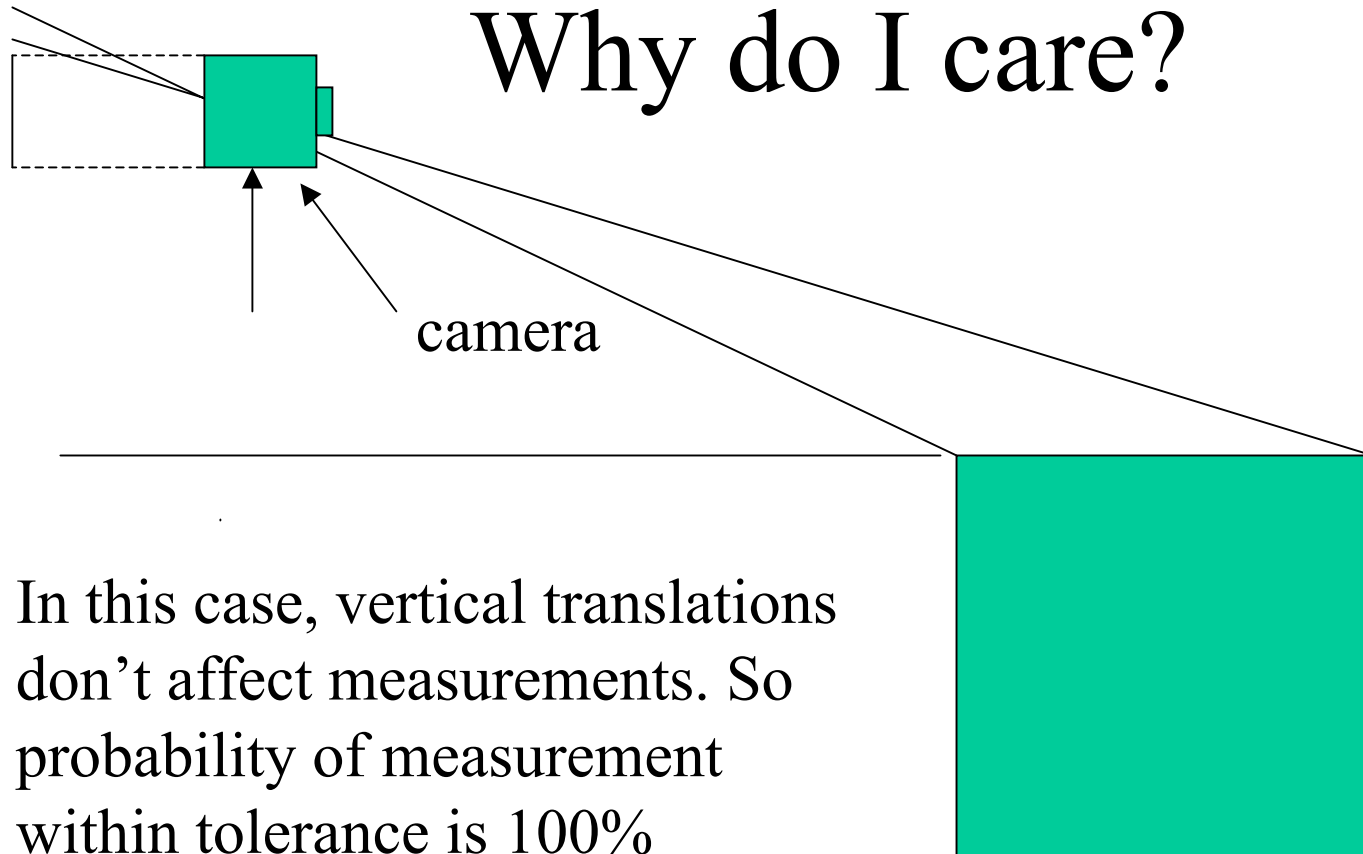 Why do I care?
camera
In this case, vertical translations
don’t affect measurements. So
probability of measurement
within tolerance is 100%